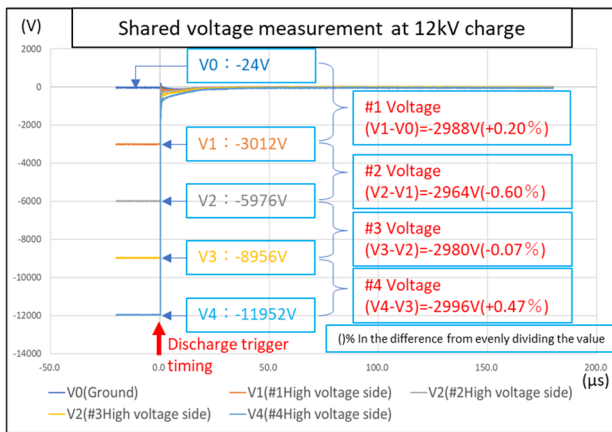 (V)
Shared voltage measurement at 12kV charge
2000
0
-2000
-4000
-6000
-8000
-10000
-12000
-14000
V0：-24V
V1：-3012V
V2：-5976V
V3：-8956V
V4：-11952V
#1 Voltage
(V1-V0)=-2988V(+0.20％)
#2 Voltage
(V2-V1)=-2964V(-0.60％)
#3 Voltage
(V3-V2)=-2980V(-0.07％)
#4 Voltage
(V4-V3)=-2996V(+0.47％)
()% In the difference from evenly dividing the value
Discharge trigger
timing
-50.0 0.0 50.0 100.0 150.0 200.0
(μs)
V0(Ground) V1(#1High voltage side) V2(#2High voltage side)
V2(#3High voltage side) V4(#4High voltage side)